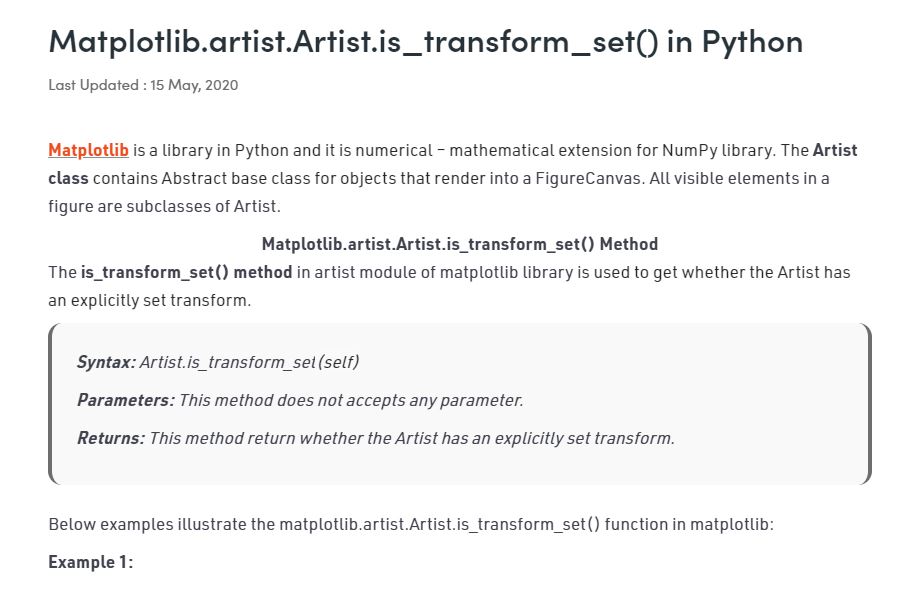 Matplotlib.artist.Artist.is_transform_set() in Python
Last Updated : 15 May, 2020
Matplotlib is a library in Python and it is numerical – mathematical extension for NumPy library. The Artist
class contains Abstract base class for objects that render into a FigureCanvas. All visible elements in a
figure are subclasses of Artist.
Matplotlib.artist.Artist.is_transform_set() Method
The is_transform_set() method in artist module of matplotlib library is used to get whether the Artist has
an explicitly set transform.
Syntax: Artist.is_transform_set(self)
Parameters: This method does not accepts any parameter.
Returns: This method return whether the Artist has an explicitly set transform.
Below examples illustrate the matplotlib.artist.Artist.is_transform_set() function in matplotlib:
Example 1: